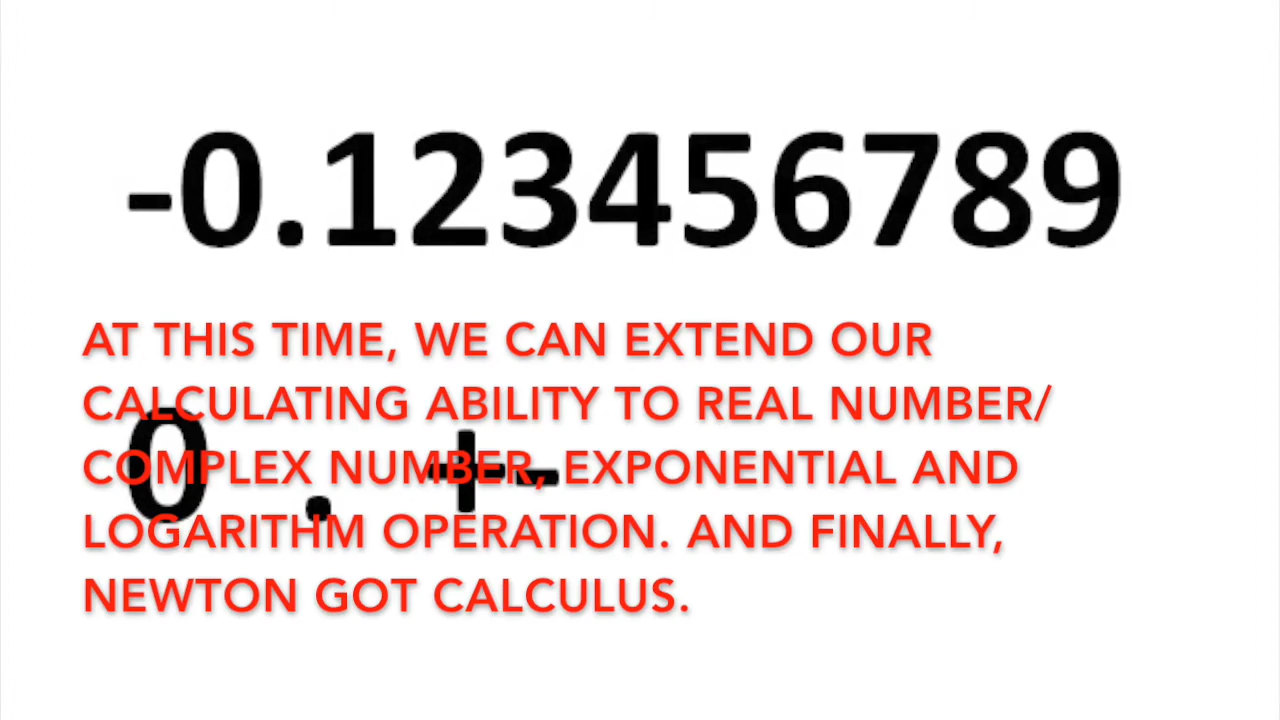 -0.123456789
AT THIS TIME, WE CAN EXTEND OUR
CALCULATING ABILITY TO REAL NUMBER/
COMPLEX NUMBER, EXPONENTIAL AND
LOGARITHM OPERATION. AND FINALLY,
NEWTON GOT CALCULUS.
0 . +-